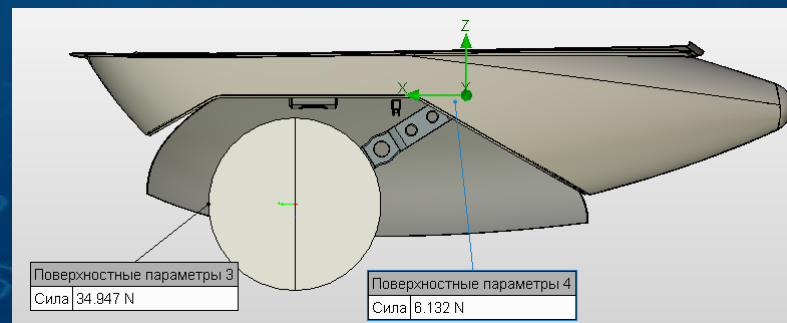 Z
X
Y
Поверхностные параметры 3
Сила 34.947 N
Поверхностные параметры 4
Сила 6.132 N